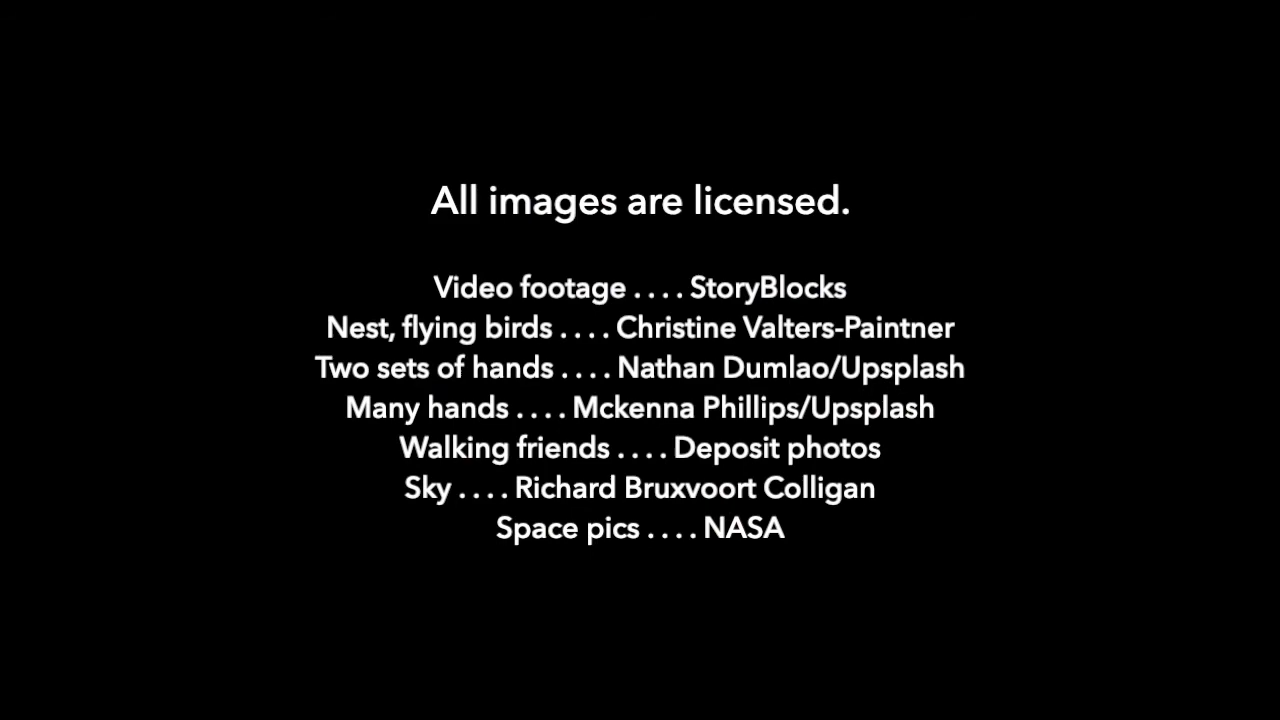 All images are licensed.
Video footage . . . . StoryBlocks
Nest, flying birds . . . . Christine Valters-Paintner
Two sets of hands . . . . Nathan Dumlao/Upsplash
Many hands . . . . Mckenna Phillips/Upsplash
Walking friends . . . . Deposit photos
Sky . . . . Richard Bruxvoort Colligan
Space pics . . . . NASA